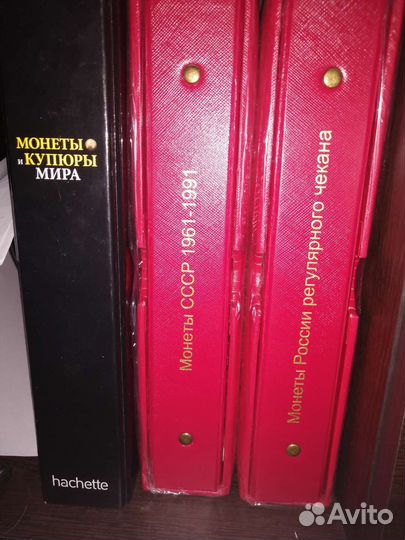 МОНЕТЫ
и КУПЮРЫ
МИРА
hachette
Монеты СССР 1961-1991
Монеты России регулярного чекана
Avito